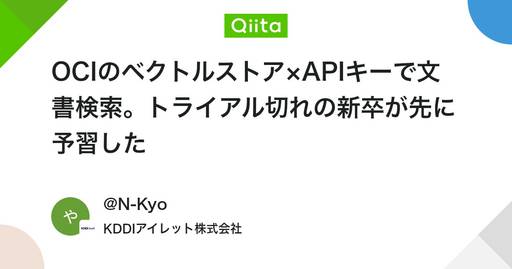 Qiita
OCIのベクトルストア×APIキーで文
書検索。トライアル切れの新卒が先に
予習した
や
@N-Kyo
KDDIアイレット株式会社